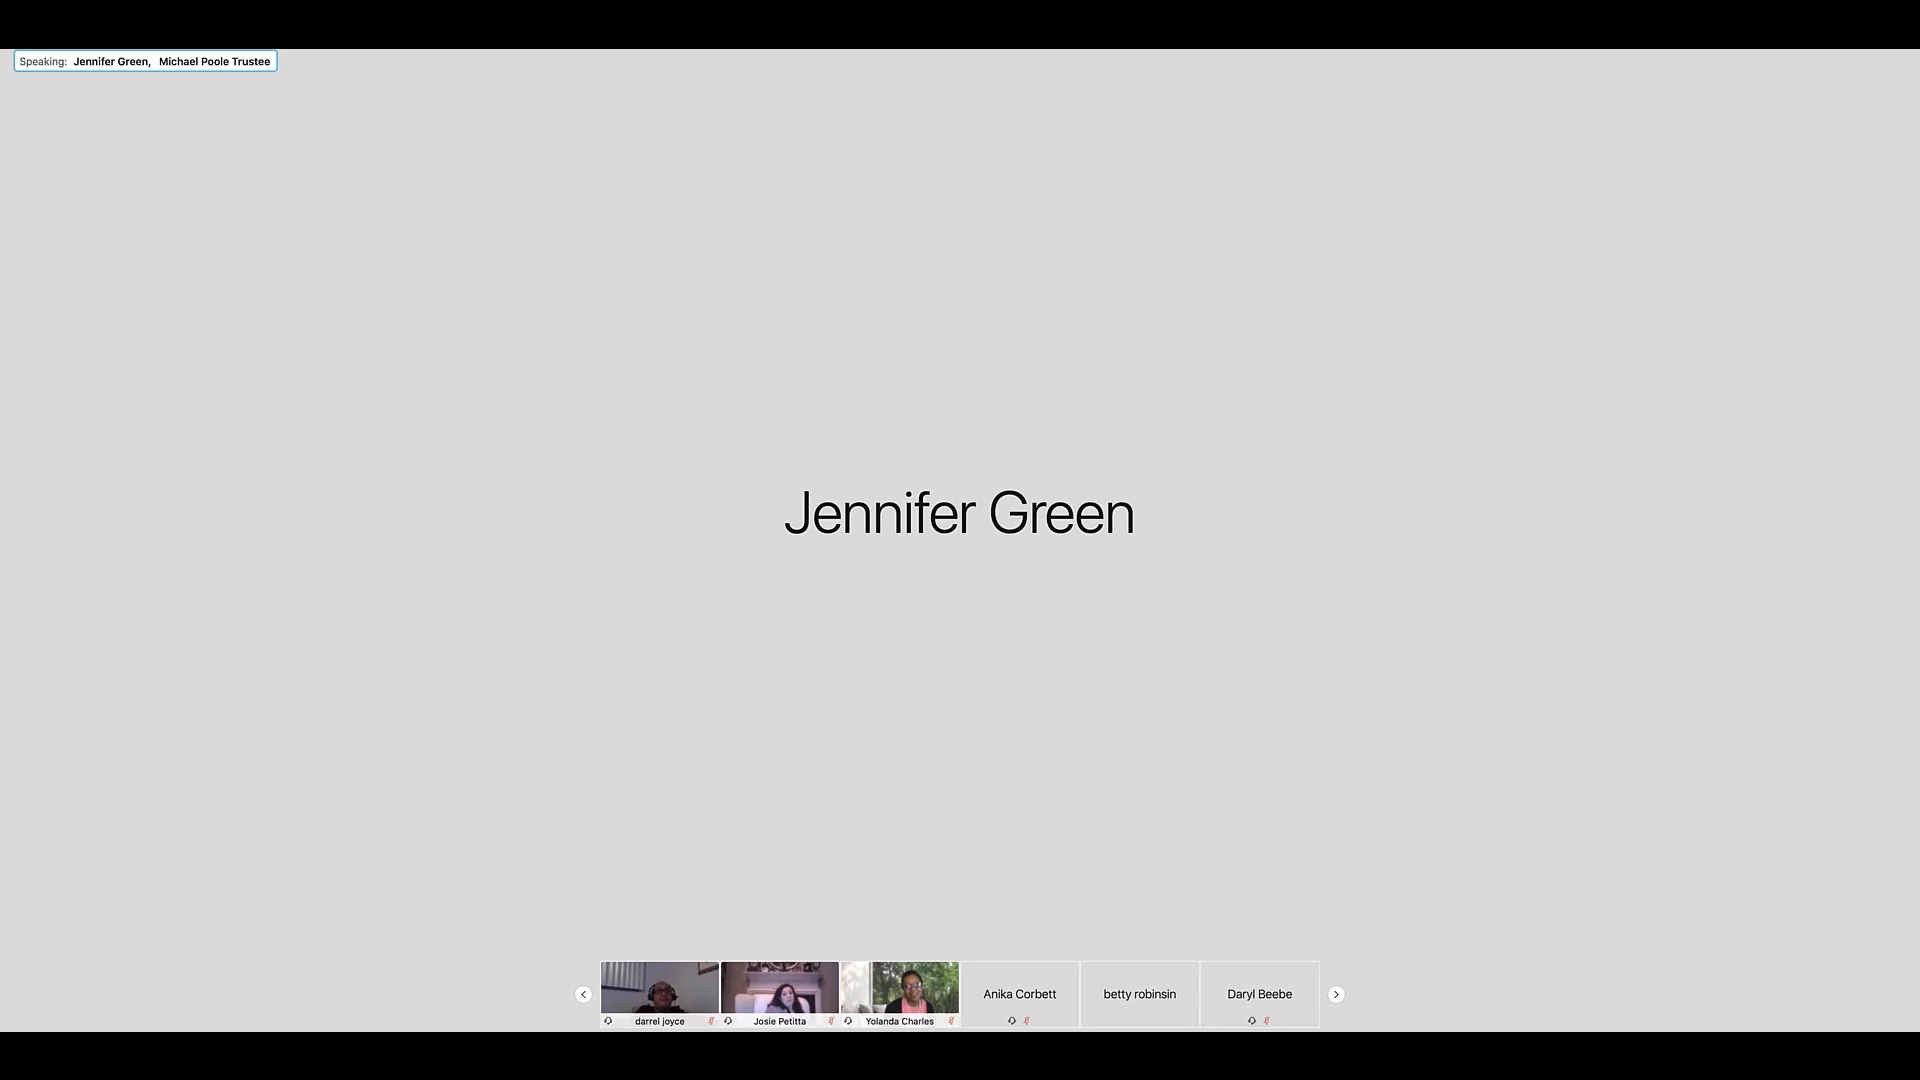 Speaking: Jennifer Green, Michael Poole Trustee
Jennifer Green
darrel joyce
Josie Petitta
Yolanda Charles
Anika Corbett
betty robinsin
Daryl Beebe